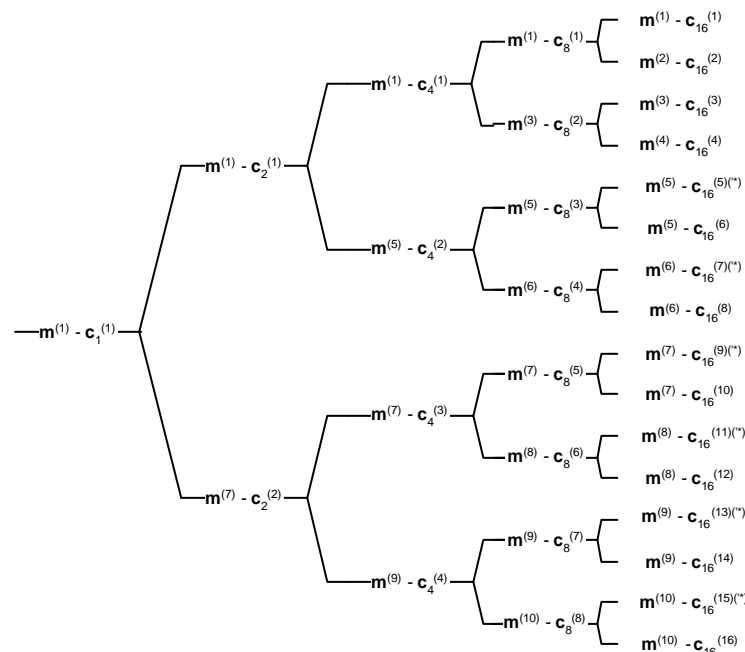 m⁽¹⁾ - c₁₆⁽¹⁾
m⁽¹⁾ - c₈⁽¹⁾
m⁽²⁾ - c₁₆⁽²⁾
m⁽¹⁾ - c₄⁽¹⁾
m⁽³⁾ - c₁₆⁽³⁾
m⁽³⁾ - c₈⁽²⁾
m⁽⁴⁾ - c₁₆⁽⁴⁾
m⁽¹⁾ - c₂⁽¹⁾
m⁽⁵⁾ - c₁₆⁽⁵⁾("*)
m⁽⁵⁾ - c₈⁽³⁾
m⁽⁵⁾ - c₁₆⁽⁶⁾
m⁽⁵⁾ - c₄⁽²⁾
m⁽⁶⁾ - c₁₆⁽⁷⁾("*)
m⁽⁶⁾ - c₈⁽⁴⁾
m⁽⁶⁾ - c₁₆⁽⁸⁾
m⁽¹⁾ - c₁⁽¹⁾
m⁽⁷⁾ - c₁₆⁽⁹⁾("*)
m⁽⁷⁾ - c₈⁽⁵⁾
m⁽⁷⁾ - c₁₆⁽¹⁰⁾
m⁽⁷⁾ - c₄⁽³⁾
m⁽⁸⁾ - c₁₆⁽¹¹⁾("*)
m⁽⁸⁾ - c₈⁽⁶⁾
m⁽⁸⁾ - c₁₆⁽¹²⁾
m⁽⁷⁾ - c₂⁽²⁾
m⁽⁹⁾ - c₁₆⁽¹³⁾("*)
m⁽⁹⁾ - c₈⁽⁷⁾
m⁽⁹⁾ - c₁₆⁽¹⁴⁾
m⁽⁹⁾ - c₄⁽⁴⁾
m⁽¹⁰⁾ - c₁₆⁽¹⁵⁾("*)
m⁽¹⁰⁾ - c₈⁽⁸⁾
m⁽¹⁰⁾ - c₁₆⁽¹⁶⁾